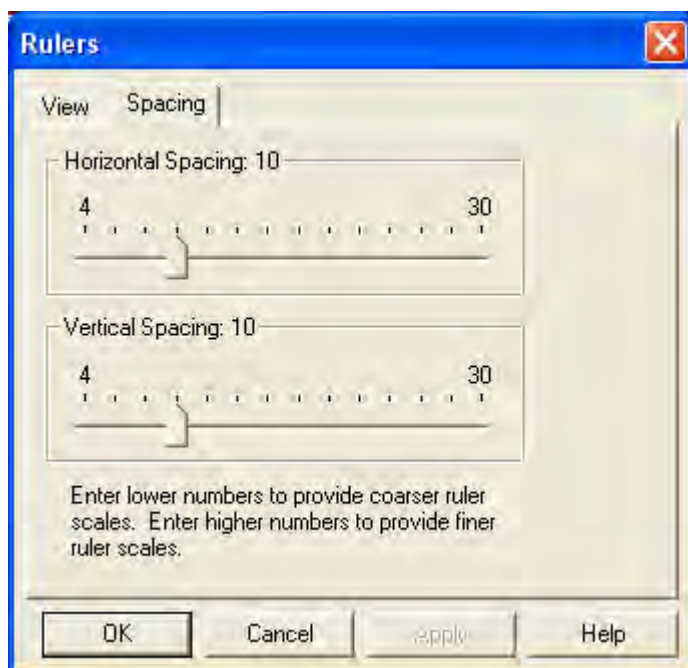 Rulers
View Spacing
Horizontal Spacing: 10
4 30
Vertical Spacing: 10
4 30
Enter lower numbers to provide coarser ruler
scales. Enter higher numbers to provide finer
ruler scales.
OK Cancel Apply Help